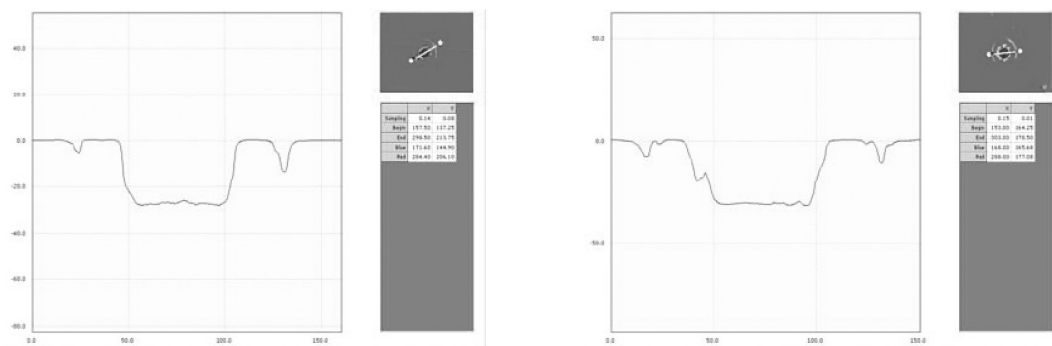 40.0
20.0
0.0
-20.0
-40.0
-60.0
-80.0
0.0 50.0 100.0 150.0
X Y
Sampling 0.14 0.08
Begin 157.50 137.25
End 298.50 213.75
Blue 171.60 144.90
Red 284.40 206.10
50.0
0.0
-50.0
0.0 50.0 100.0 150.0
X Y
Sampling 0.15 0.01
Begin 153.00 164.25
End 303.00 178.50
Blue 168.00 165.68
Red 288.00 177.08